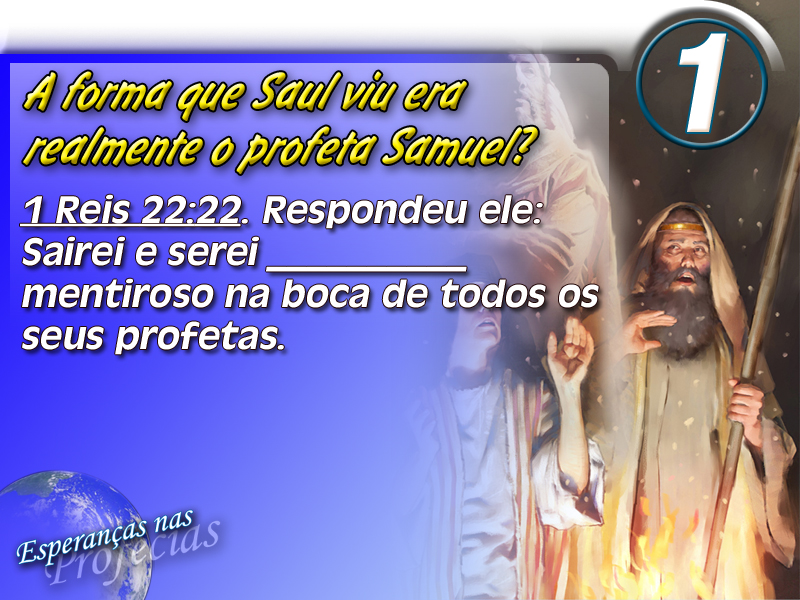 1
A forma que Saul viu era
realmente o profeta Samuel?
1 Reis 22:22. Respondeu ele:
Sairei e serei ___________
mentiroso na boca de todos os
seus profetas.
Esperanças nas
Profecias